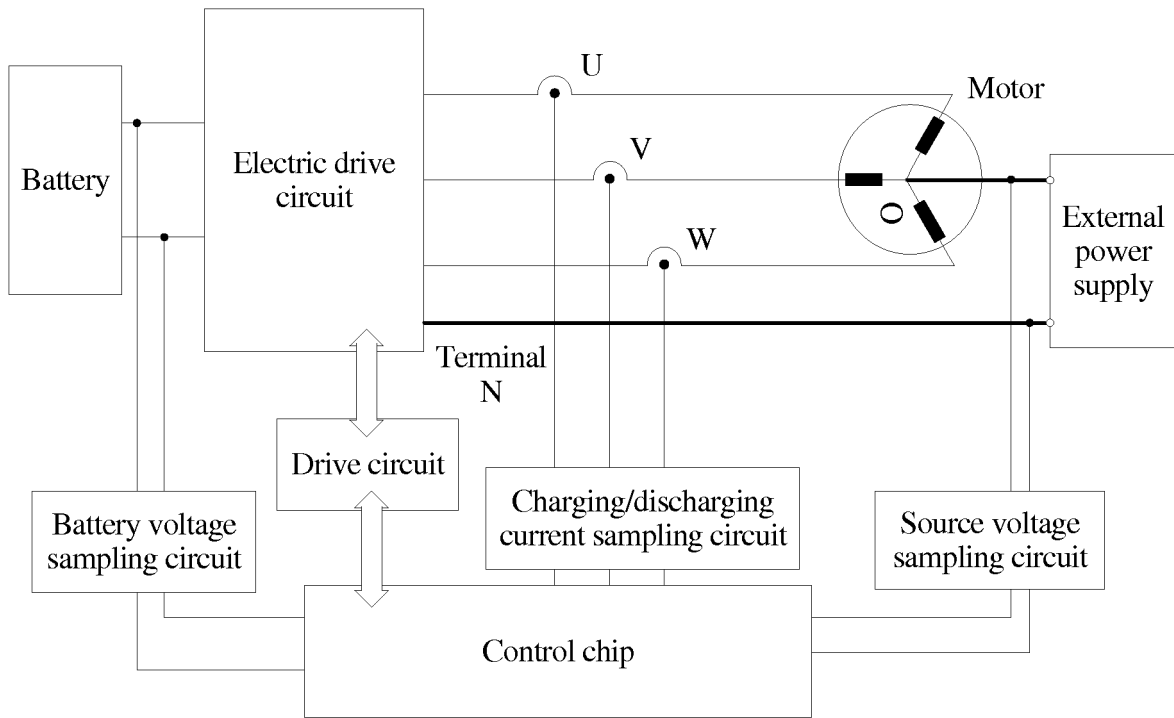 U
Motor
V
Battery
Electric drive
circuit
O
W
External
power
supply
Terminal
N
Drive circuit
Battery voltage
sampling circuit
Charging/discharging
current sampling circuit
Source voltage
sampling circuit
Control chip